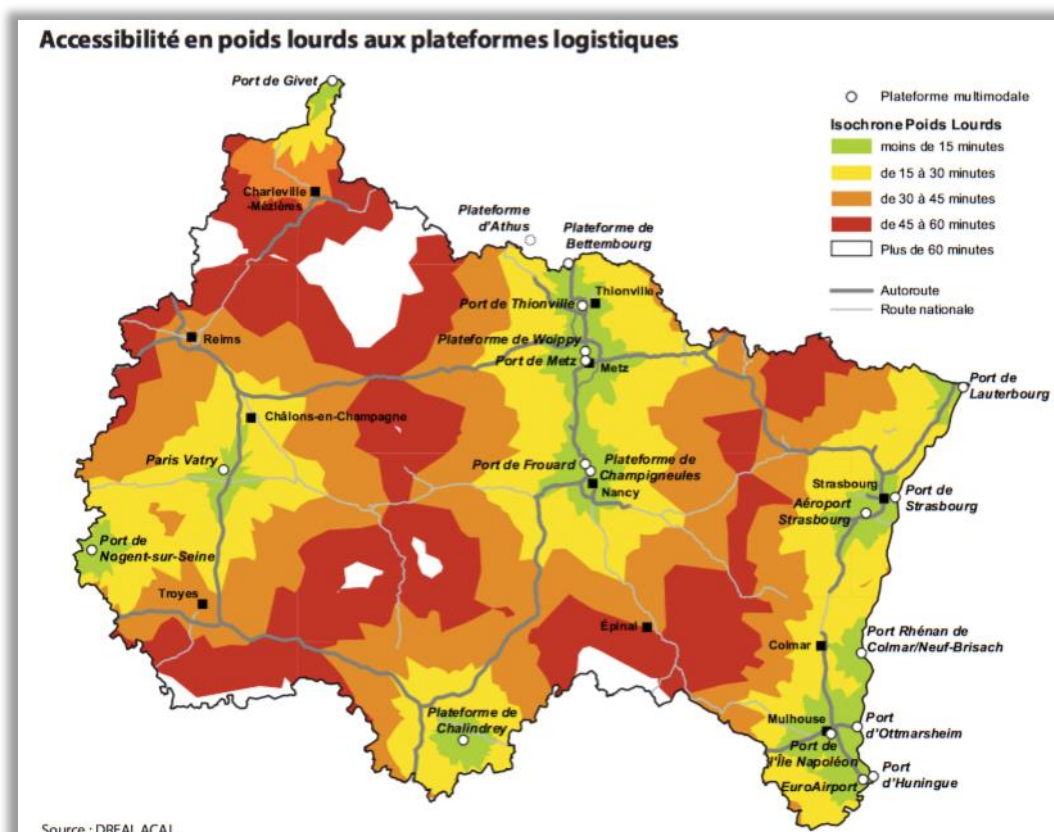 Accessibilité en poids lourds aux plateformes logistiques
Port de Givet
Plateforme multimodale
Isochrone Poids Lourds
moins de 15 minutes
de 15 à 30 minutes
de 30 à 45 minutes
de 45 à 60 minutes
Plus de 60 minutes
Autoroute
Route nationale
Charleville
-Mézières
Plateforme
d'Athus
Plateforme de
Bettembourg
Thionville
Port de Thionville
Reims
Plateforme de Woippy
Port de Metz
Metz
Port de
Lauterbourg
Châlons-en-Champagne
Paris Vatry
Port de Frouard
Plateforme de
Champigneules
Nancy
Strasbourg
Port de
Strasbourg
Aéroport
Strasbourg
Port de
Nogent-sur-Seine
Troyes
Épinal
Colmar
Port Rhénan de
Colmar/Neuf-Brisach
Plateforme de
Chalindrey
Mulhouse
Port
d'Ottmarsheim
Port de
l'Île Napoléon
EuroAirport
Port
d'Huningue
Source : DREAL ACAL